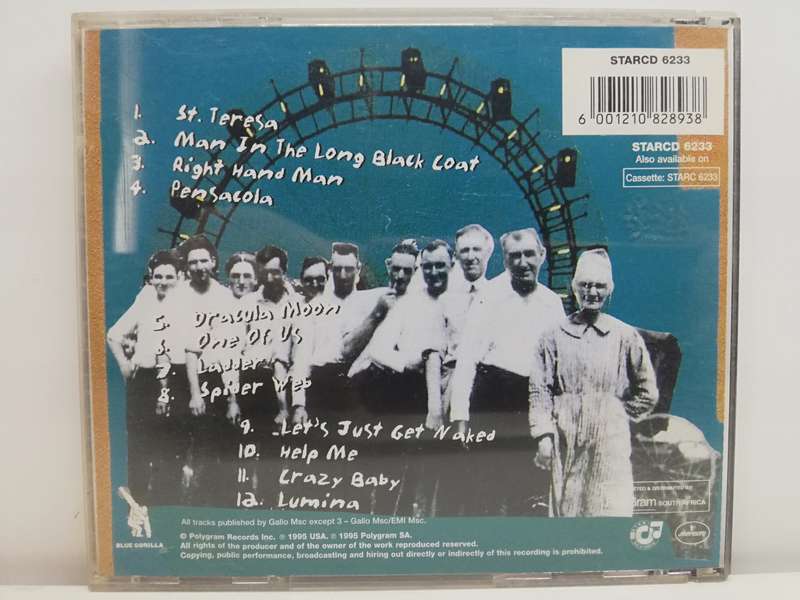 STARCD 6233
6 001210 828938
STARCD 6233
Also available on
Cassette: STARC 6233
1. St. Teresa
2. Man In The Long Black Coat
3. Right Hand Man
4. Pensacola
5. Dracula Moon
6. One Of Us
7. Ladder
8. Spider Web
9. Let's Just Get Naked
10. Help Me
11. Crazy Baby
12. Lumina
& DISTRIBUTED BY
gram SOUTH AFRICA
All tracks published by Gallo Msc except 3 – Gallo Msc/EMI Msc.
© Polygram Records Inc. ℗ 1995 USA. ℗ 1995 Polygram SA.
All rights of the producer and of the owner of the work reproduced reserved.
Copying, public performance, broadcasting and hiring out directly or indirectly of this recording is prohibited.
BLUE GORILLA
mercury